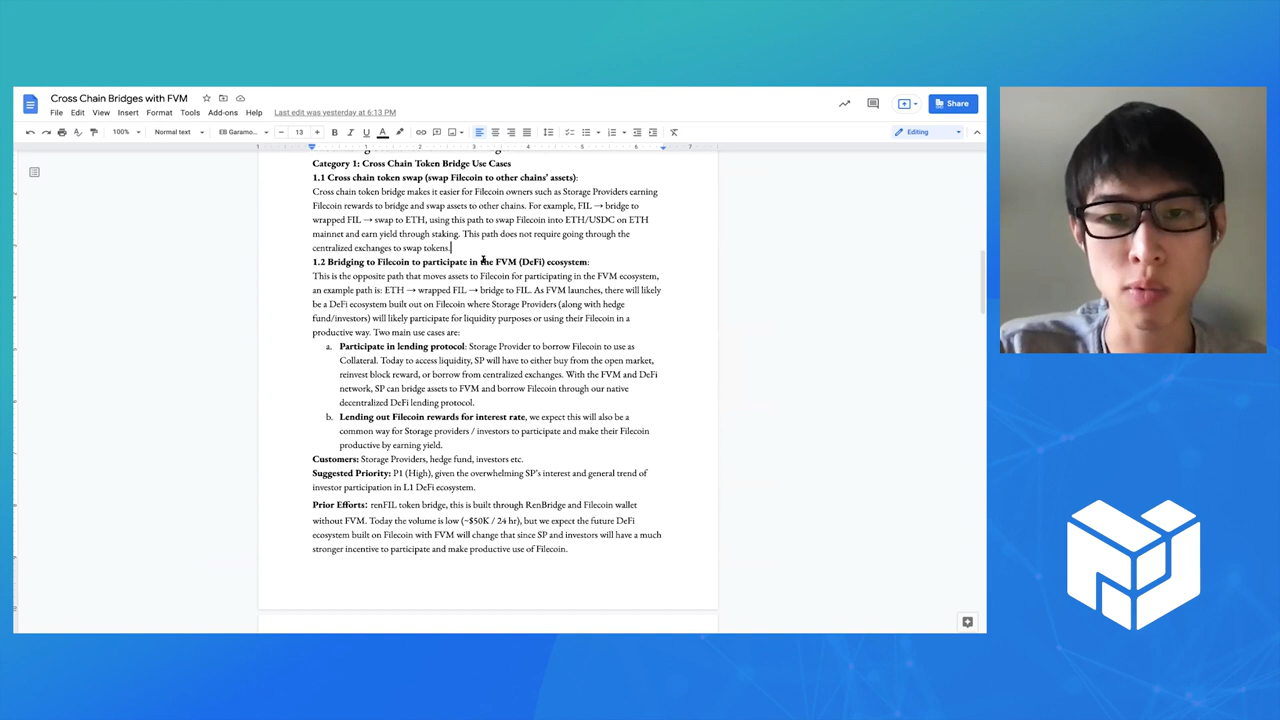 Cross Chain Bridges with FVM
File Edit View Insert Format Tools Add-ons Help Last edit was yesterday at 6:13 PM
Share
100% Normal text EB Garamo... 13 Editing
1 1 2 3 4 5 6 7
Category 1: Cross Chain Token Bridge Use Cases
1.1 Cross chain token swap (swap Filecoin to other chains' assets):
Cross chain token bridge makes it easier for Filecoin owners such as Storage Providers earning
Filecoin rewards to bridge and swap assets to other chains. For example, FIL → bridge to
wrapped FIL → swap to ETH, using this path to swap Filecoin into ETH/USDC on ETH
mainnet and earn yield through staking. This path does not require going through the
centralized exchanges to swap tokens.
1.2 Bridging to Filecoin to participate in the FVM (DeFi) ecosystem:
This is the opposite path that moves assets to Filecoin for participating in the FVM ecosystem,
an example path is: ETH → wrapped FIL → bridge to FIL. As FVM launches, there will likely
be a DeFi ecosystem built out on Filecoin where Storage Providers (along with hedge
fund/investors) will likely participate for liquidity purposes or using their Filecoin in a
productive way. Two main use cases are:
a. Participate in lending protocol: Storage Provider to borrow Filecoin to use as
Collateral. Today to access liquidity, SP will have to either buy from the open market,
reinvest block reward, or borrow from centralized exchanges. With the FVM and DeFi
network, SP can bridge assets to FVM and borrow Filecoin through our native
decentralized DeFi lending protocol.
b. Lending out Filecoin rewards for interest rate, we expect this will also be a
common way for Storage providers / investors to participate and make their Filecoin
productive by earning yield.
Customers: Storage Providers, hedge fund, investors etc.
Suggested Priority: P1 (High), given the overwhelming SP's interest and general trend of
investor participation in L1 DeFi ecosystem.
Prior Efforts: renFIL token bridge, this is built through RenBridge and Filecoin wallet
without FVM. Today the volume is low (~$50K / 24 hr), but we expect the future DeFi
ecosystem built on Filecoin with FVM will change that since SP and investors will have a much
stronger incentive to participate and make productive use of Filecoin.